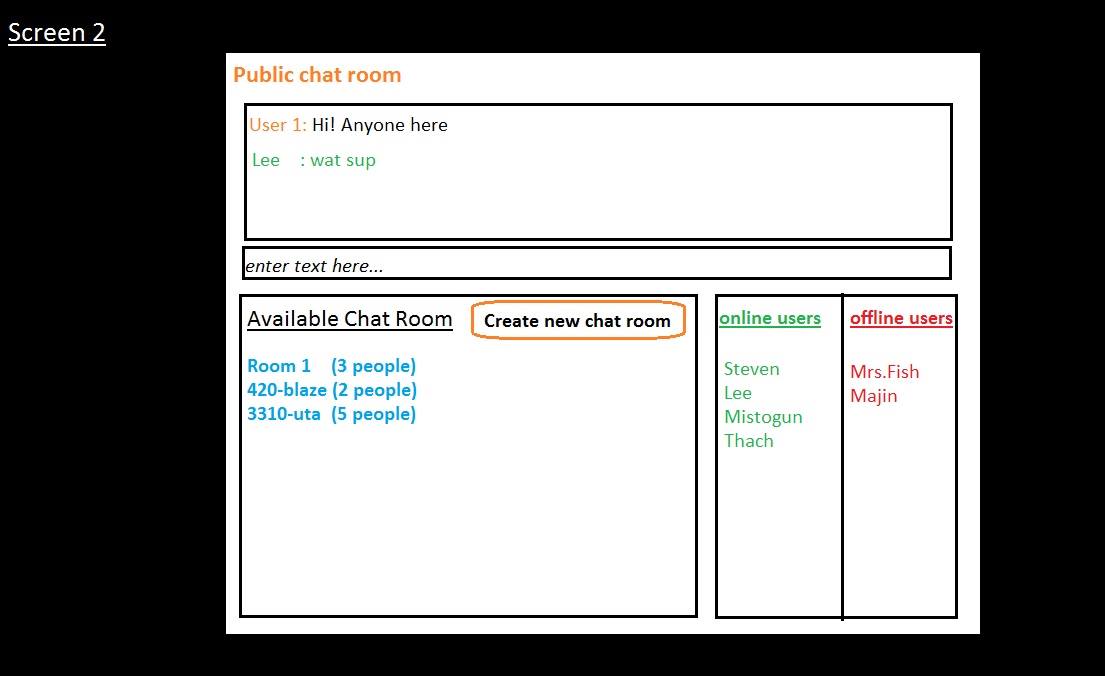 Screen 2
Public chat room
User 1: Hi! Anyone here
Lee : wat sup
enter text here...
Available Chat Room
Create new chat room
Room 1 (3 people)
420-blaze (2 people)
3310-uta (5 people)
online users
Steven
Lee
Mistogun
Thach
offline users
Mrs.Fish
Majin